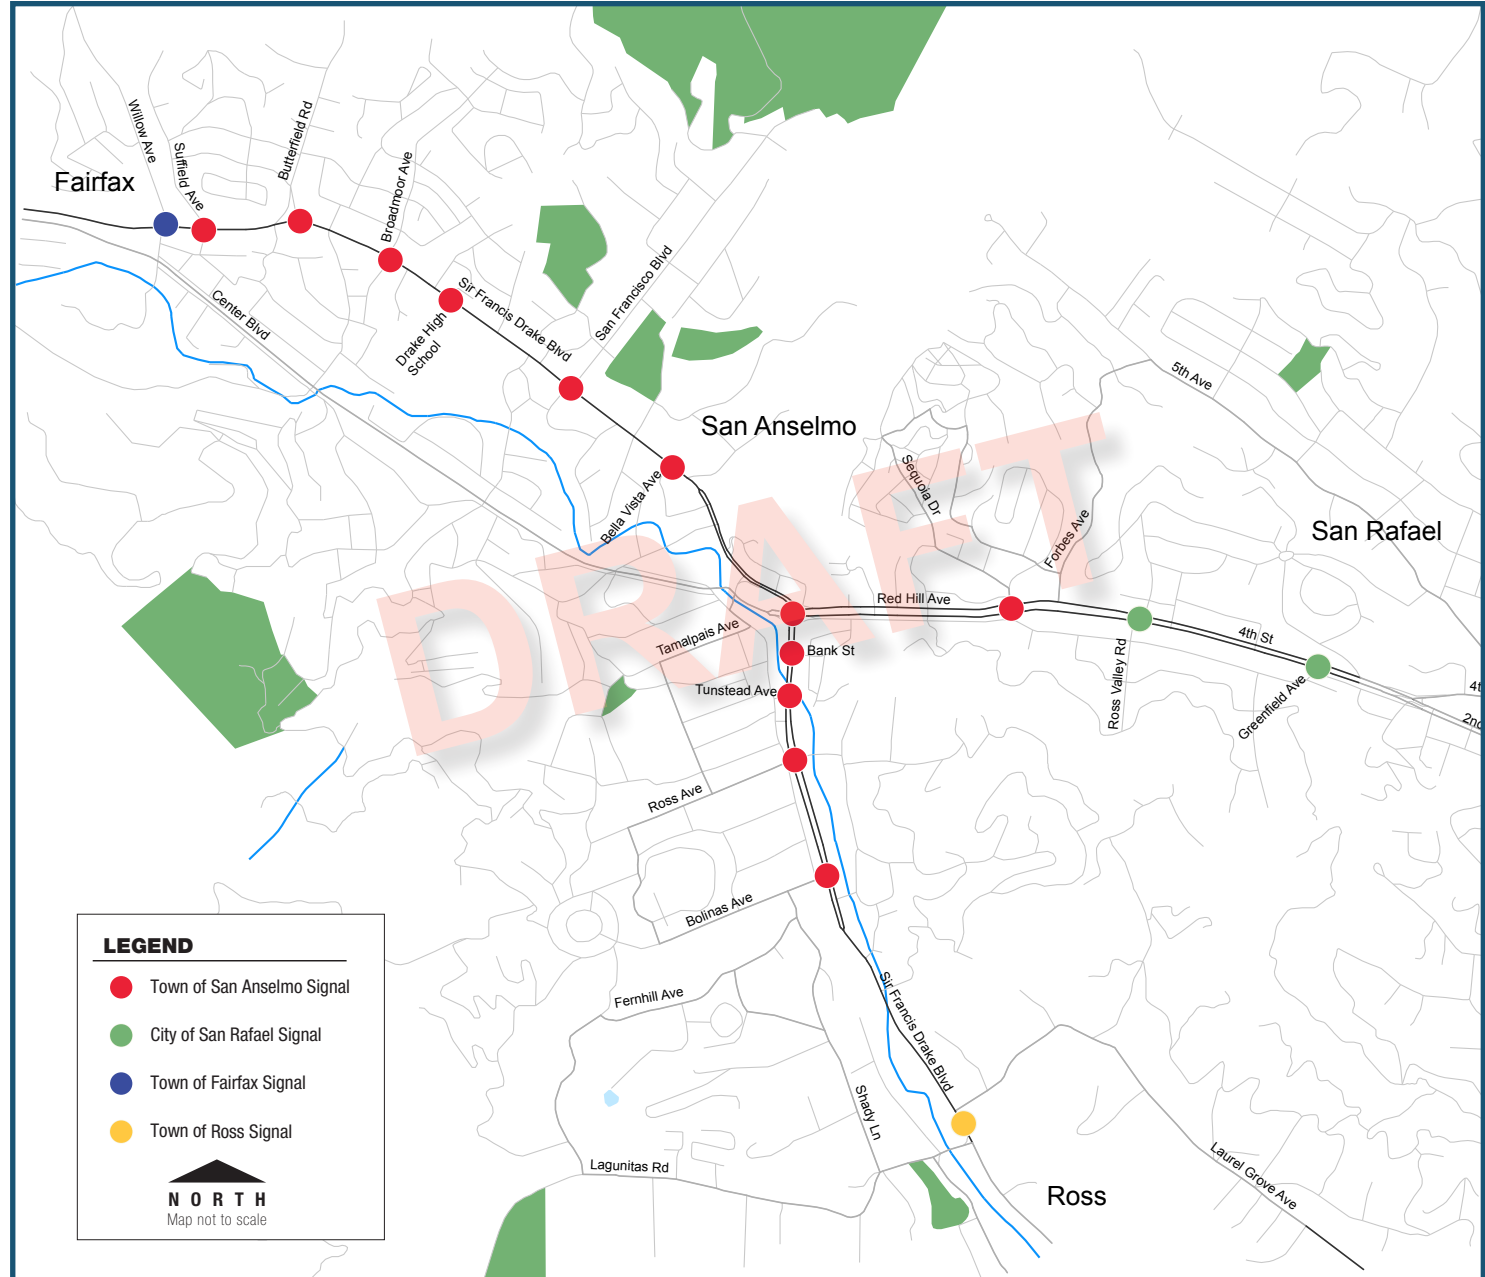 Willow Ave
Suffield Ave
Butterfield Rd
Broadmoor Ave
Fairfax
Center Blvd
Drake High
School
Sir Francis Drake Blvd
San Francisco Blvd
San Anselmo
Bella Vista Ave
5th Ave
Sequoia Dr
Forbes Ave
San Rafael
DRAFT
Red Hill Ave
Tamalpais Ave
Bank St
Tunstead Ave
4th St
Ross Valley Rd
Greenfield Ave
4t
2nd
Ross Ave
Bolinas Ave
Fernhill Ave
Sir Francis Drake Blvd
Shady Ln
Lagunitas Rd
Ross
Laurel Grove Ave
LEGEND
Town of San Anselmo Signal
City of San Rafael Signal
Town of Fairfax Signal
Town of Ross Signal
NORTH
Map not to scale